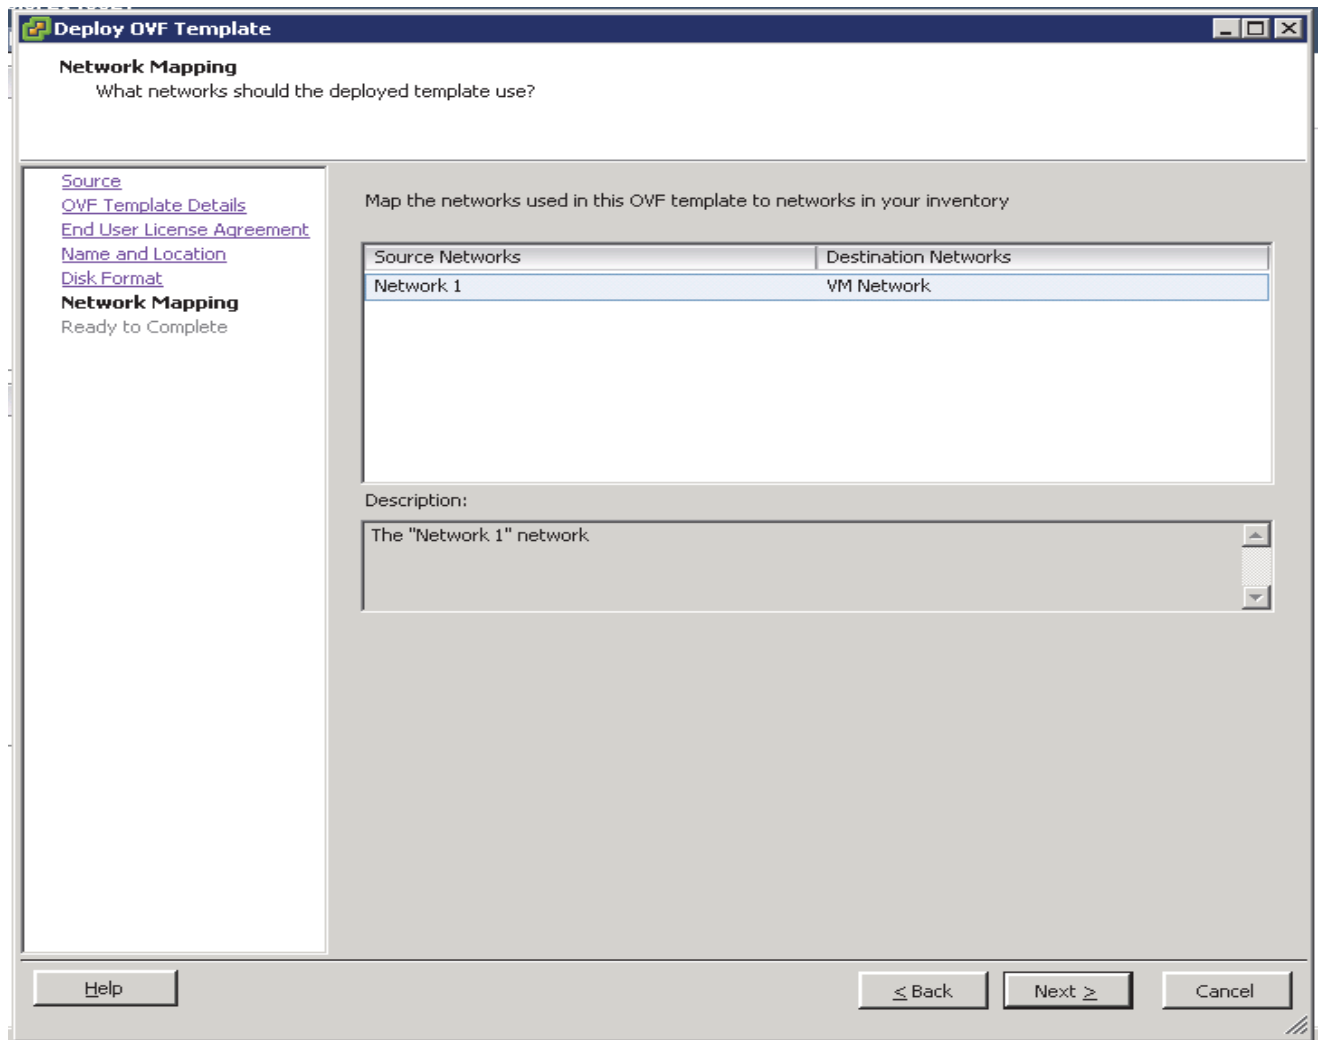 Deploy OVF Template
Network Mapping
What networks should the deployed template use?
Source
OVF Template Details
End User License Agreement
Name and Location
Disk Format
Network Mapping
Ready to Complete
Map the networks used in this OVF template to networks in your inventory
Source Networks Destination Networks
Network 1 VM Network
Description:
The "Network 1" network
Help
≤ Back
Next ≥
Cancel